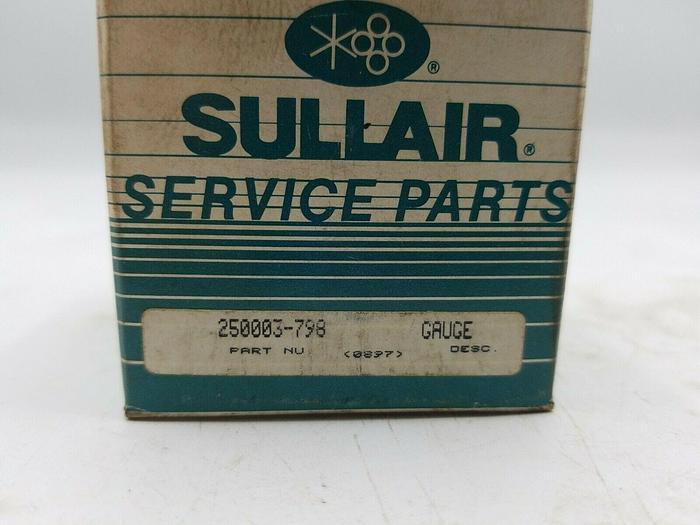 ®
SULLAIR®
SERVICE PARTS
250003-798 GAUGE
PART NU (0897) DESC.